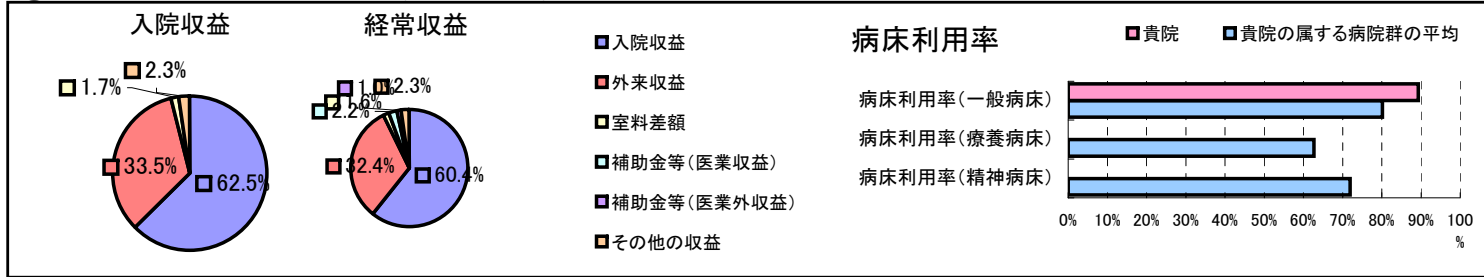 入院収益
2.3%
1.7%
33.5%
62.5%
経常収益
1.0%
2.3%
1.6%
2.2%
32.4%
60.4%
入院収益
外来収益
室料差額
補助金等(医業収益)
補助金等(医業外収益)
その他の収益
病床利用率
貴院
貴院の属する病院群の平均
病床利用率(一般病床)
病床利用率(療養病床)
病床利用率(精神病床)
0% 10% 20% 30% 40% 50% 60% 70% 80% 90% 100
%